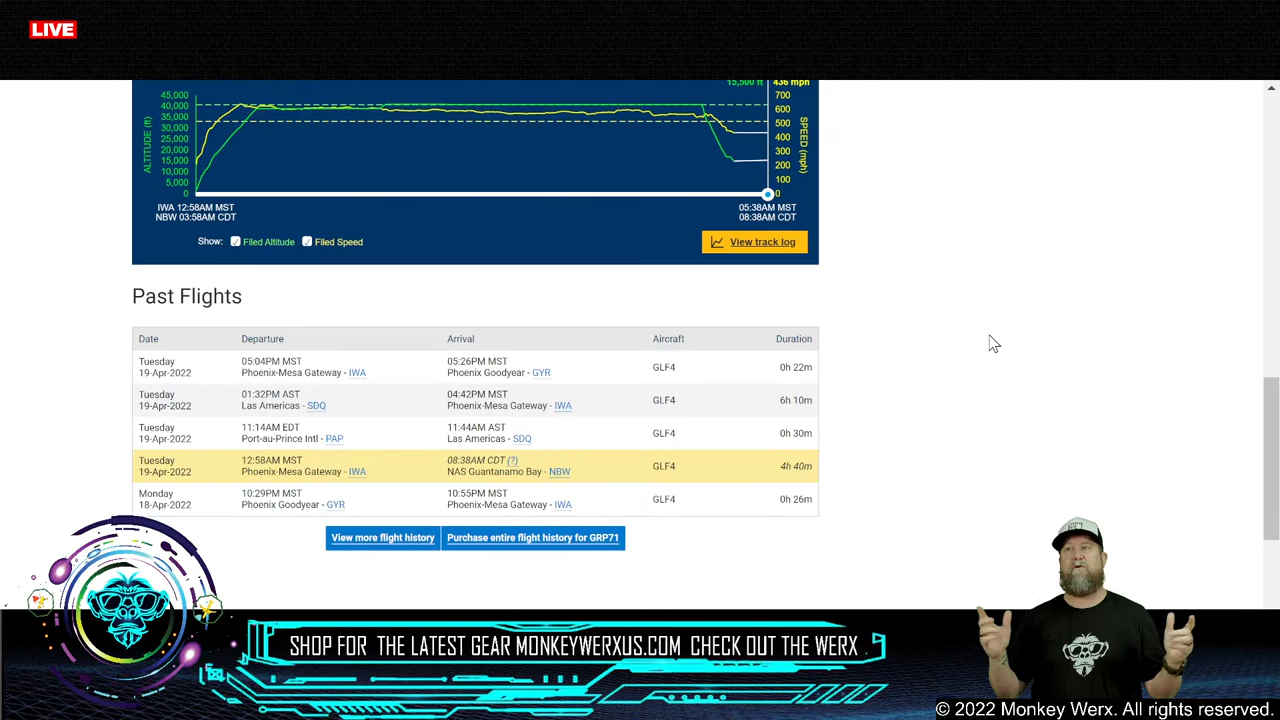 LIVE
15,500 ft 436 mph
45,000
40,000
35,000
30,000
25,000
20,000
15,000
10,000
5,000
0
ALTITUDE (ft)
700
600
500
400
300
200
100
0
SPEED (mph)
IWA 12:58AM MST
NBW 03:58AM CDT
05:38AM MST
08:38AM CDT
Show: Filed Altitude Filed Speed
View track log
Past Flights
Date Departure Arrival Aircraft Duration
Tuesday 05:04PM MST 05:26PM MST
19-Apr-2022 Phoenix-Mesa Gateway - IWA Phoenix Goodyear - GYR GLF4 0h 22m
Tuesday 01:32PM AST 04:42PM MST
19-Apr-2022 Las Americas - SDQ Phoenix-Mesa Gateway - IWA GLF4 6h 10m
Tuesday 11:14AM EDT 11:44AM AST
19-Apr-2022 Port-au-Prince Intl - PAP Las Americas - SDQ GLF4 0h 30m
Tuesday 12:58AM MST 08:38AM CDT (?)
19-Apr-2022 Phoenix-Mesa Gateway - IWA NAS Guantanamo Bay - NBW GLF4 4h 40m
Monday 10:29PM MST 10:55PM MST
18-Apr-2022 Phoenix Goodyear - GYR Phoenix-Mesa Gateway - IWA GLF4 0h 26m
View more flight history Purchase entire flight history for GRP71
SHOP FOR THE LATEST GEAR MONKEYWERXUS.COM CHECK OUT THE WERX
© 2022 Monkey Werx. All rights reserved.